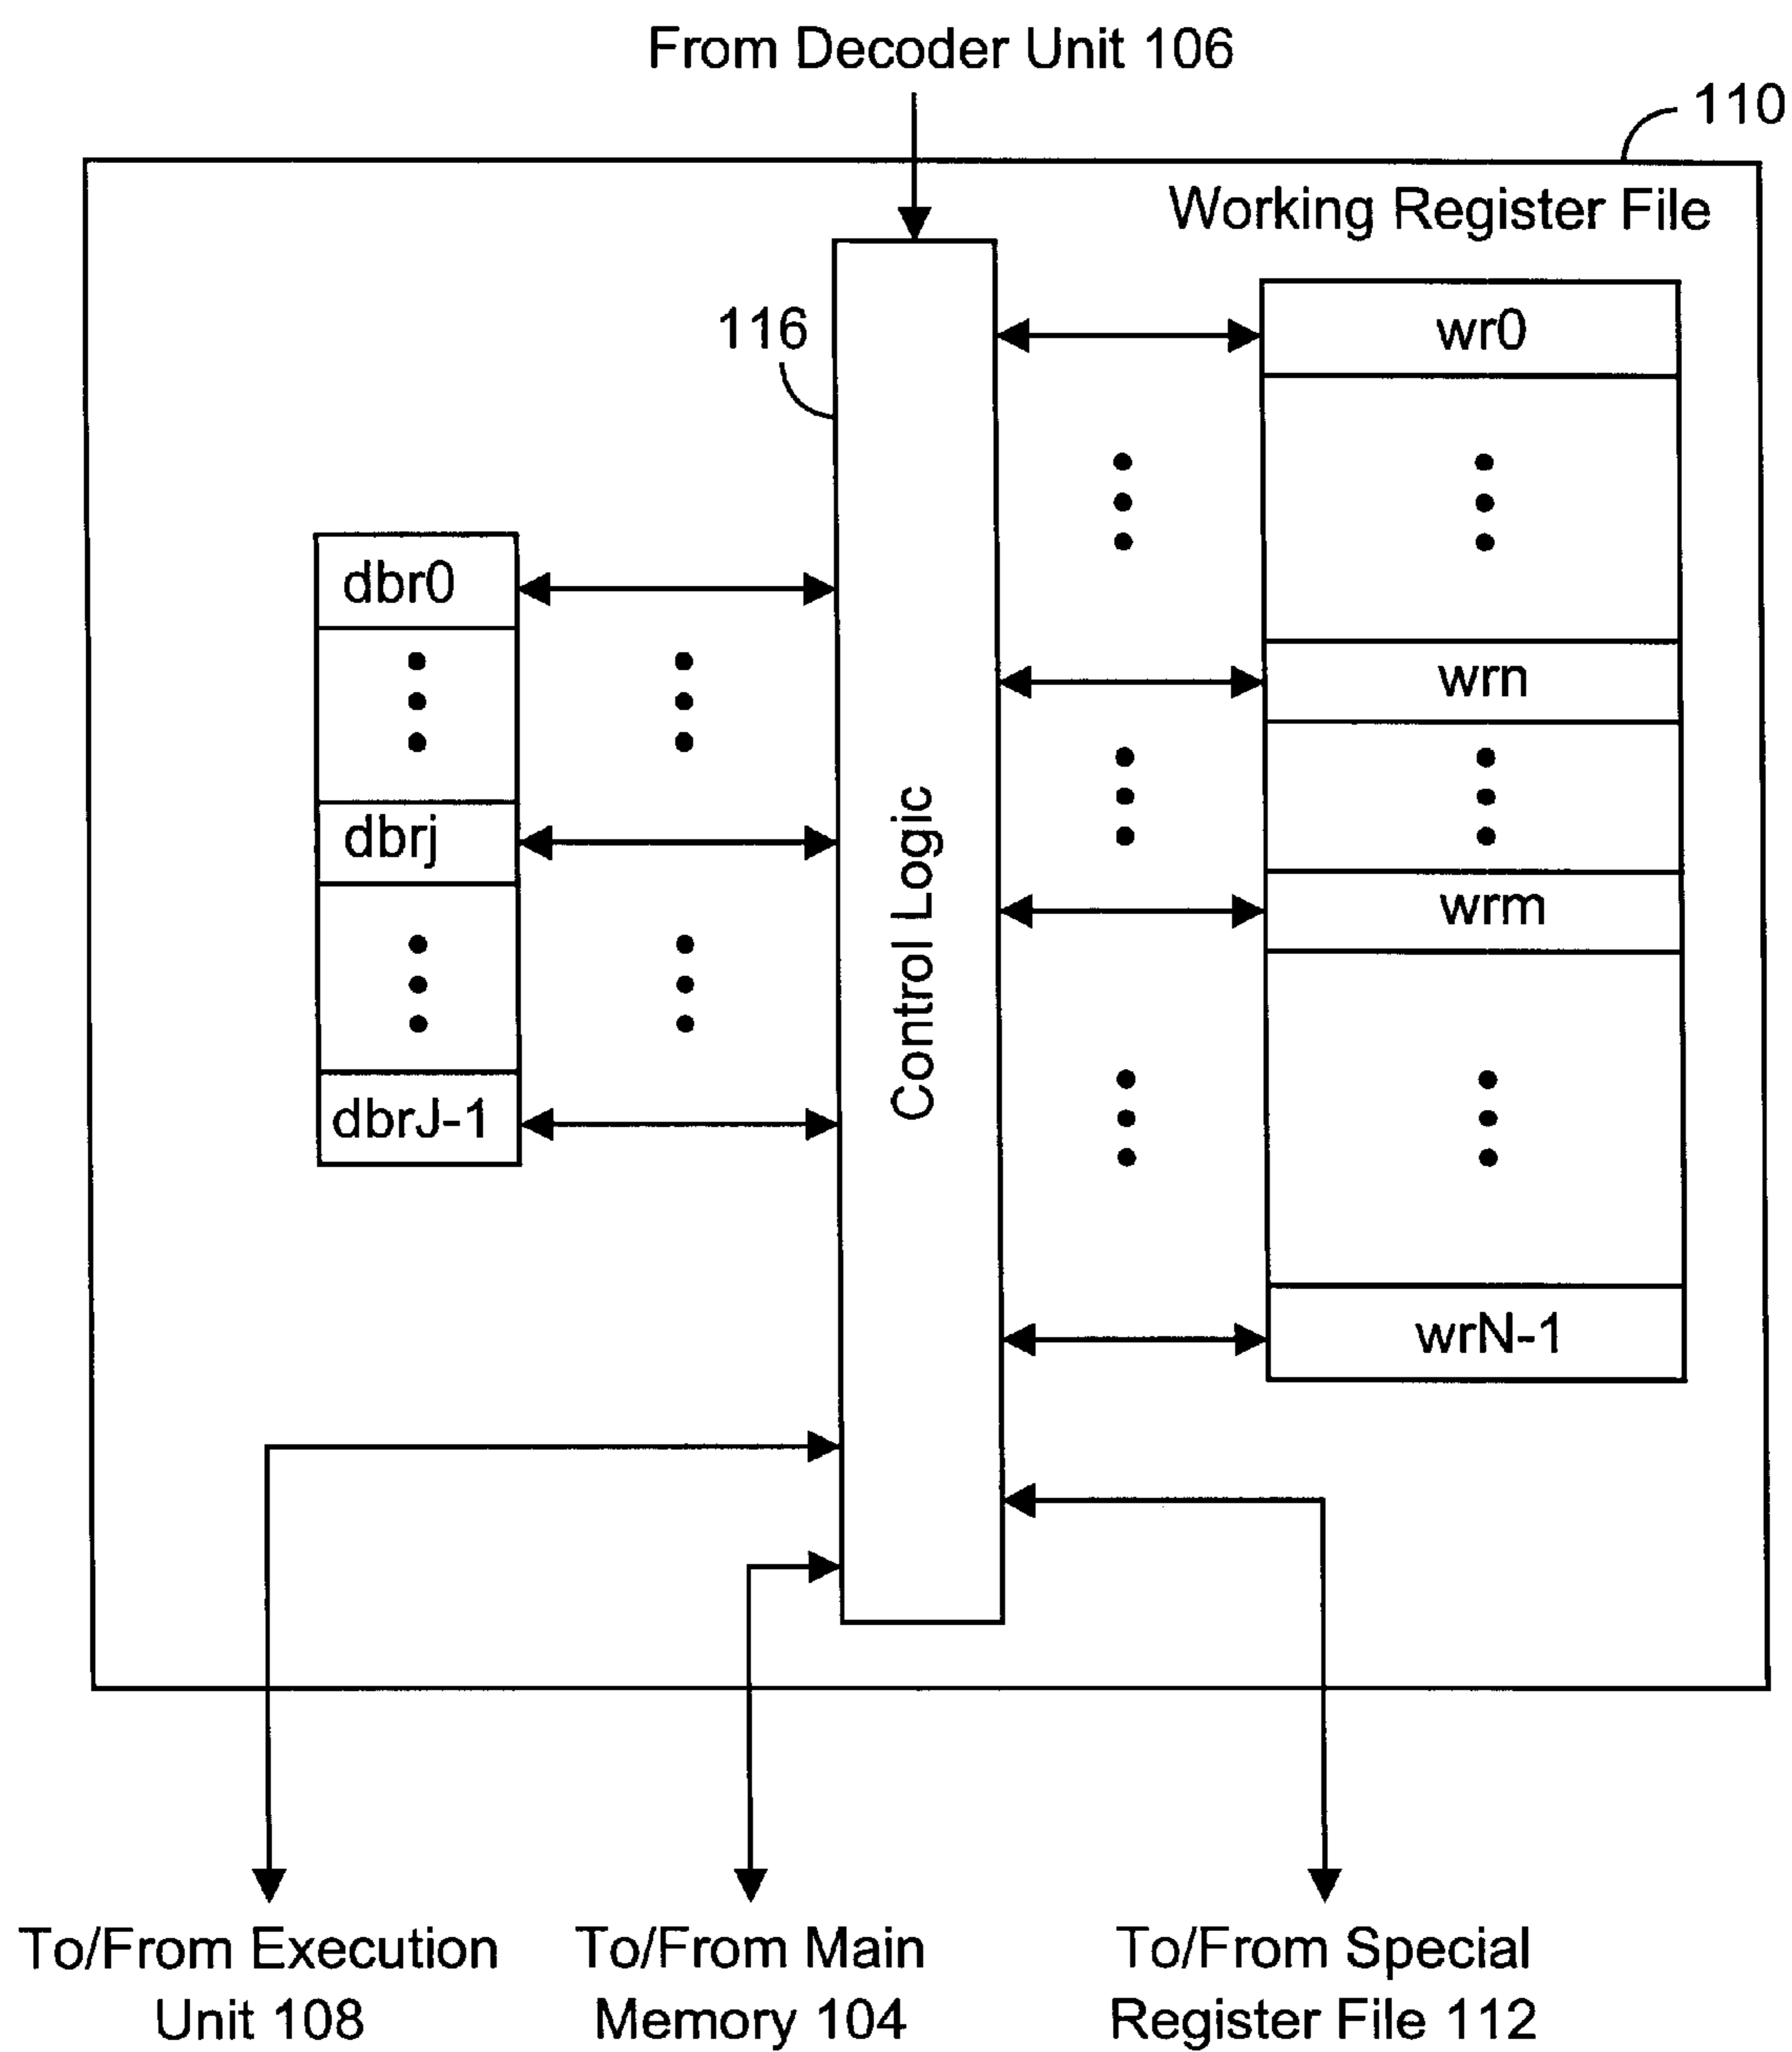 From Decoder Unit 106
110
Working Register File
116
wr0
dbr0
wrn
dbrj
wrm
Control Logic
dbrJ-1
wrN-1
To/From Execution
Unit 108
To/From Main
Memory 104
To/From Special
Register File 112